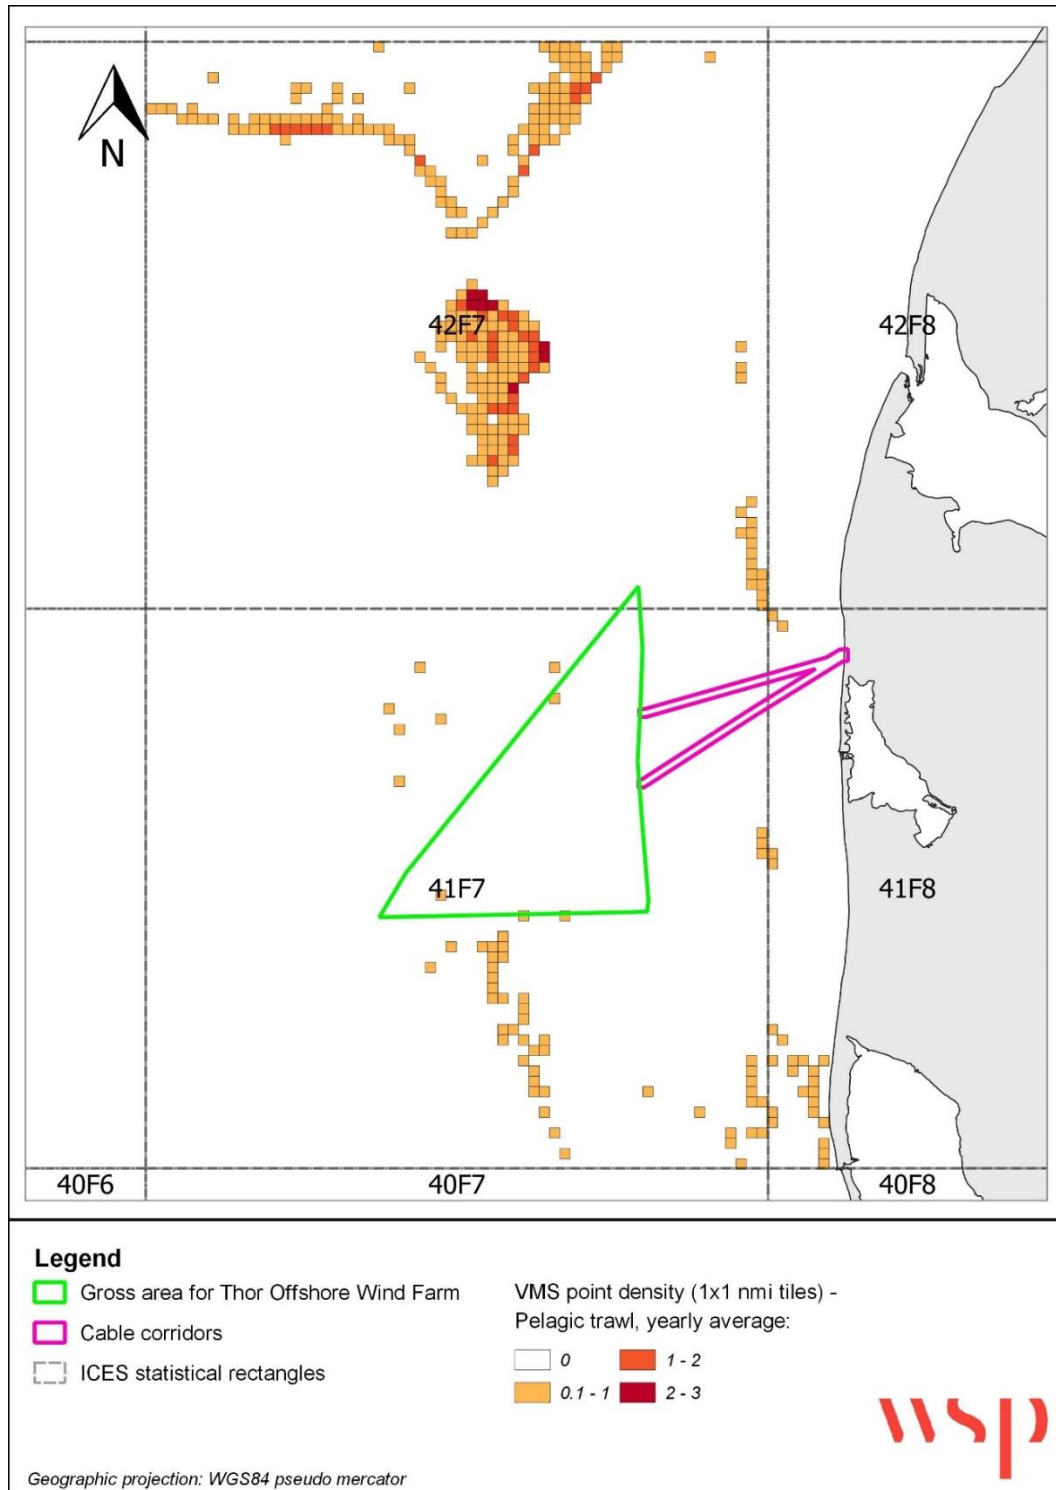 N
42F7
42F8
41F7
41F8
40F6
40F7
40F8
Legend
Gross area for Thor Offshore Wind Farm
Cable corridors
ICES statistical rectangles
VMS point density (1x1 nmi tiles) -
Pelagic trawl, yearly average:
0
1 - 2
0.1 - 1
2 - 3
wsp
Geographic projection: WGS84 pseudo mercator